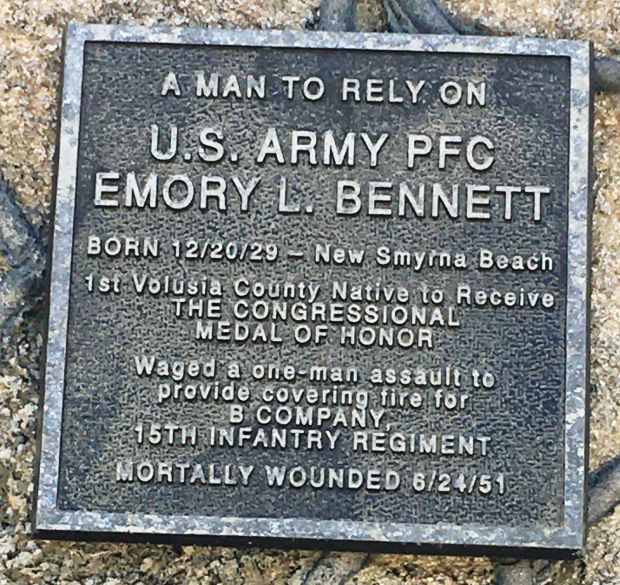 A MAN TO RELY ON
U.S. ARMY PFC
EMORY L. BENNETT
BORN 12/20/29 – New Smyrna Beach
1st Volusia County Native to Receive
THE CONGRESSIONAL
MEDAL OF HONOR
Waged a one-man assault to
provide covering fire for
B COMPANY,
15TH INFANTRY REGIMENT
MORTALLY WOUNDED 6/24/51